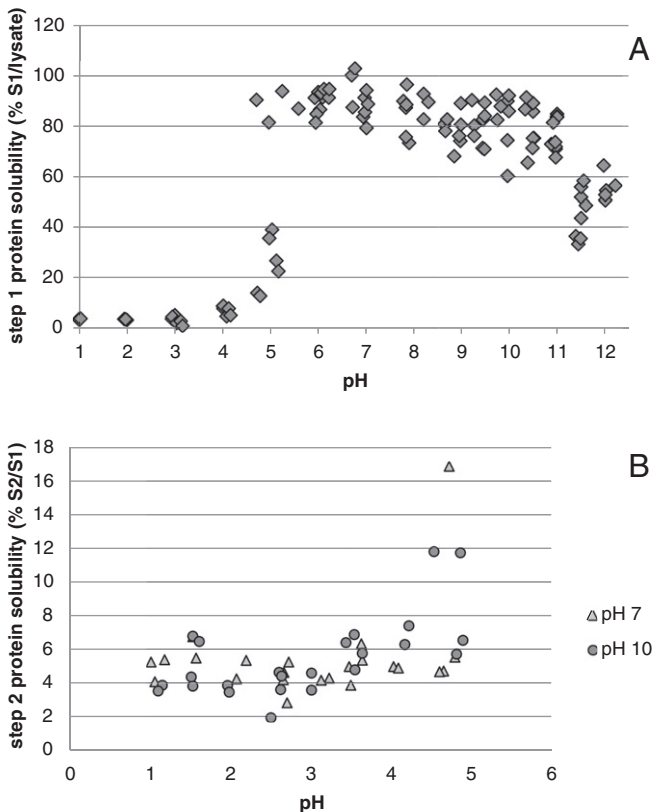 A
step 1 protein solubility (% S1/lysate)
120
100
80
60
40
20
0
1 2 3 4 5 6 7 8 9 10 11 12
pH
B
step 2 protein solubility (% S2/S1)
18
16
14
12
10
8
6
4
2
0
0 1 2 3 4 5 6
pH
pH 7
pH 10